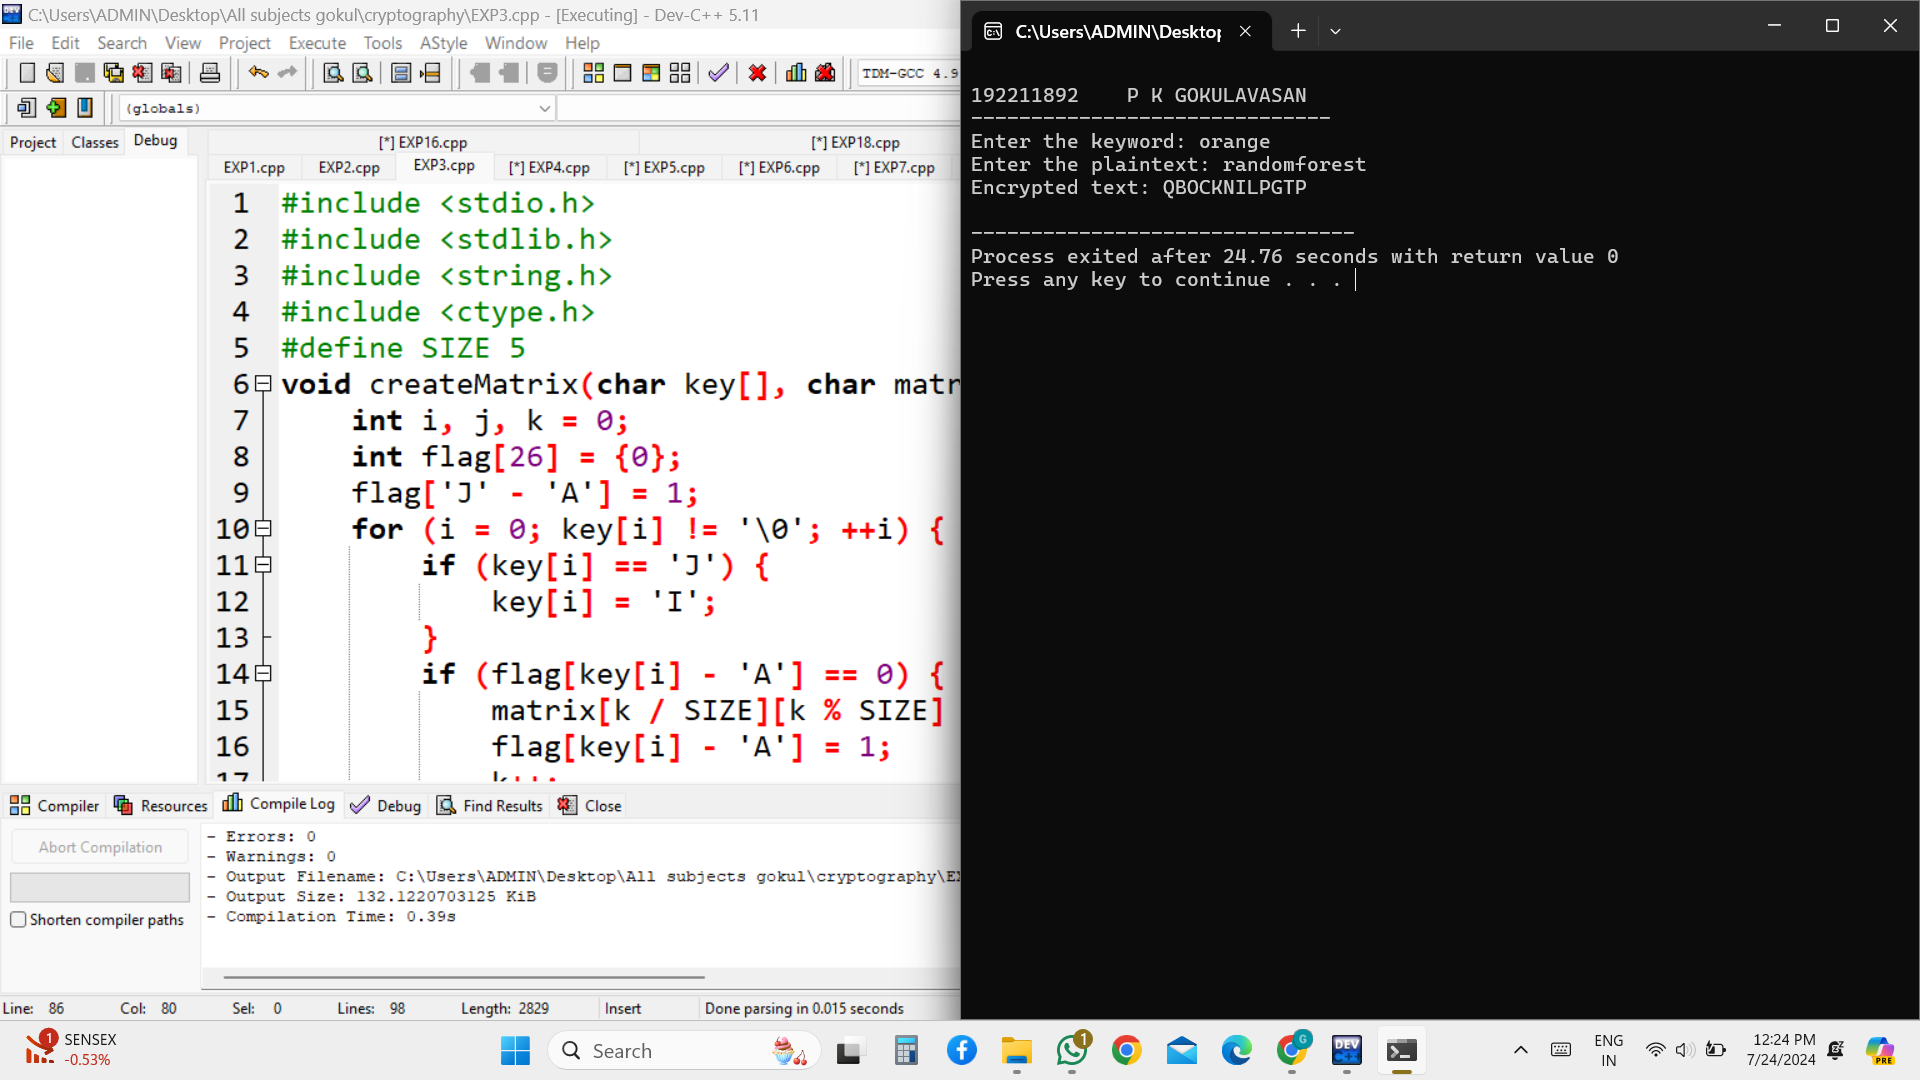 C:\Users\ADMIN\Desktop\All subjects gokul\cryptography\EXP3.cpp - [Executing] - Dev-C++ 5.11
File Edit Search View Project Execute Tools AStyle Window Help
TDM-GCC 4.9
(globals)
Project Classes Debug
[*] EXP16.cpp [*] EXP18.cpp
EXP1.cpp EXP2.cpp EXP3.cpp [*] EXP4.cpp [*] EXP5.cpp [*] EXP6.cpp [*] EXP7.cpp
1 #include <stdio.h>
2 #include <stdlib.h>
3 #include <string.h>
4 #include <ctype.h>
5 #define SIZE 5
6 void createMatrix(char key[], char matr
7 int i, j, k = 0;
8 int flag[26] = {0};
9 flag['J' - 'A'] = 1;
10 for (i = 0; key[i] != '\0'; ++i) {
11 if (key[i] == 'J') {
12 key[i] = 'I';
13 }
14 if (flag[key[i] - 'A'] == 0) {
15 matrix[k / SIZE][k % SIZE]
16 flag[key[i] - 'A'] = 1;
17 k++;
Compiler Resources Compile Log Debug Find Results Close
Abort Compilation
Shorten compiler paths
- Errors: 0
- Warnings: 0
- Output Filename: C:\Users\ADMIN\Desktop\All subjects gokul\cryptography\EX
- Output Size: 132.1220703125 KiB
- Compilation Time: 0.39s
Line: 86 Col: 80 Sel: 0 Lines: 98 Length: 2829 Insert Done parsing in 0.015 seconds
C:\Users\ADMIN\Desktop
192211892 P K GOKULAVASAN
------------------------------
Enter the keyword: orange
Enter the plaintext: randomforest
Encrypted text: QBOCKNILPGTP
--------------------------------
Process exited after 24.76 seconds with return value 0
Press any key to continue . . .
1 SENSEX
-0.53%
Search
1
G
DEV
C++
ENG
IN
12:24 PM
7/24/2024
PRE